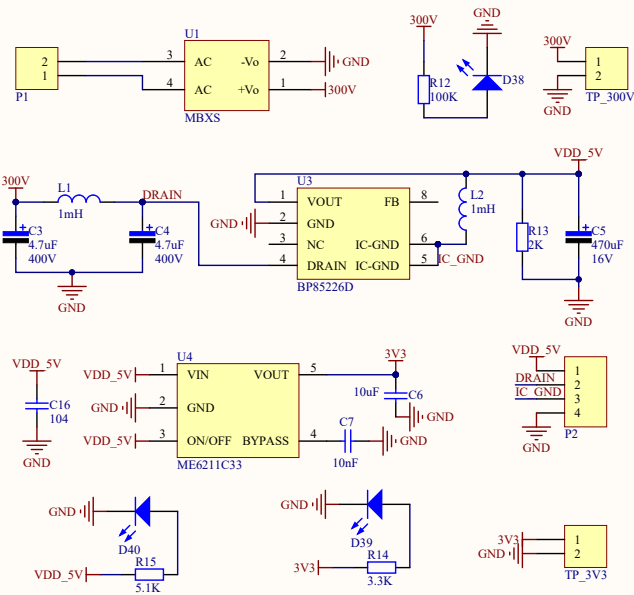 U1
2
1
P1
3
AC
-Vo
2
GND
4
AC
+Vo
1
300V
MBXS
300V
GND
R12
100K
D38
300V
1
2
GND
TP_300V
300V
L1
1mH
DRAIN
C3
4.7uF
400V
C4
4.7uF
400V
GND
U3
1
VOUT
FB
8
GND
2
GND
3
NC
IC-GND
6
4
DRAIN
IC-GND
5
IC_GND
BP85226D
L2
1mH
R13
2K
VDD_5V
C5
470uF
16V
GND
VDD_5V
C16
104
GND
U4
VDD_5V
1
VIN
VOUT
5
GND
2
GND
VDD_5V
3
ON/OFF
BYPASS
4
ME6211C33
3V3
10uF
C6
GND
C7
10nF
GND
VDD_5V
1
DRAIN
2
IC_GND
3
4
GND
P2
GND
D40
VDD_5V
R15
5.1K
GND
D39
3V3
R14
3.3K
3V3
1
GND
2
TP_3V3